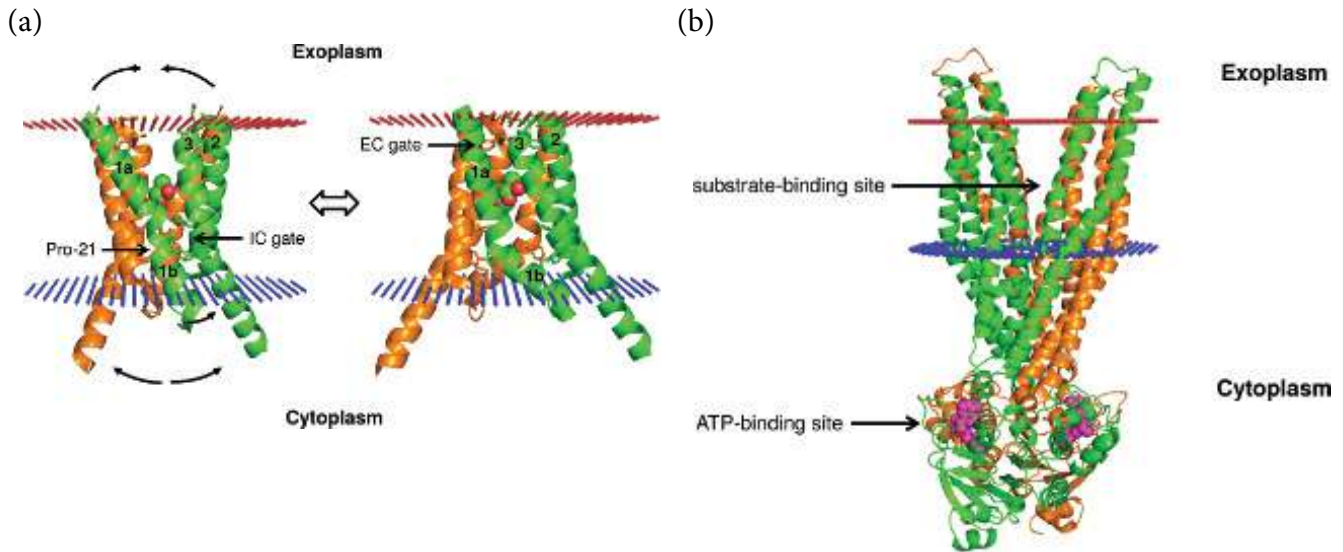 (a)
Exoplasm
1a
3
2
Pro-21
IC gate
1b
EC gate
3
2
1a
1b
Cytoplasm
(b)
Exoplasm
substrate-binding site
Cytoplasm
ATP-binding site